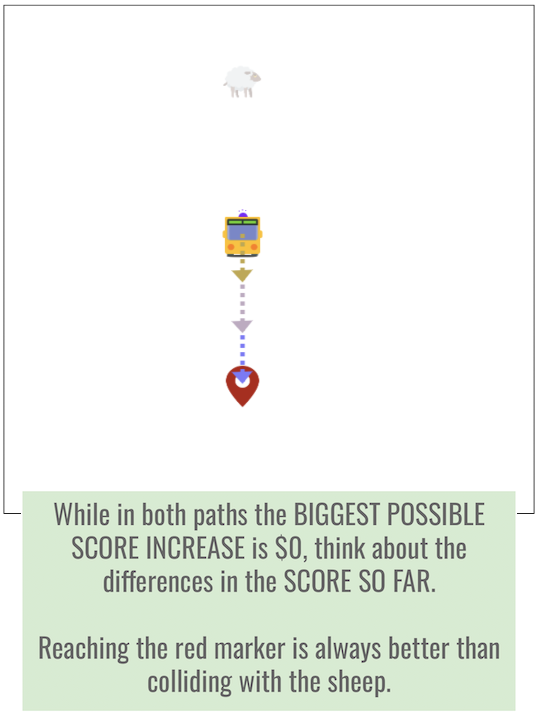 While in both paths the BIGGEST POSSIBLE
SCORE INCREASE is $0, think about the
differences in the SCORE SO FAR.
Reaching the red marker is always better than
colliding with the sheep.